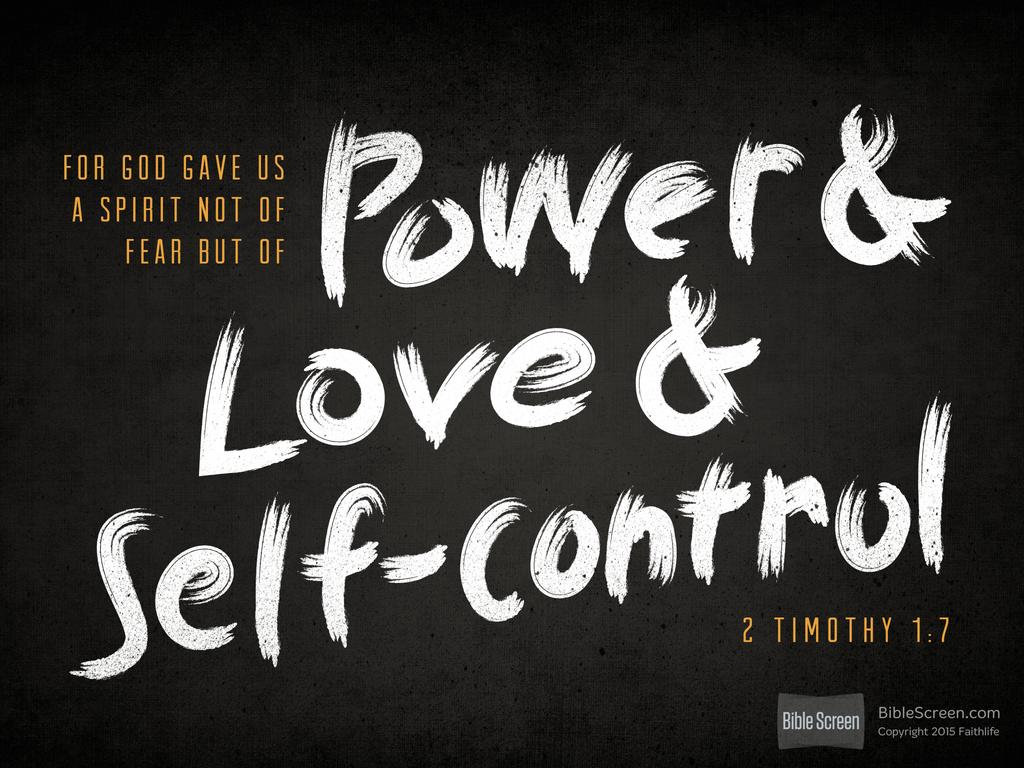 FOR GOD GAVE US
A SPIRIT NOT OF
FEAR BUT OF
Power &
Love &
Self-control
2 TIMOTHY 1:7
Bible Screen
BibleScreen.com
Copyright 2015 Faithlife